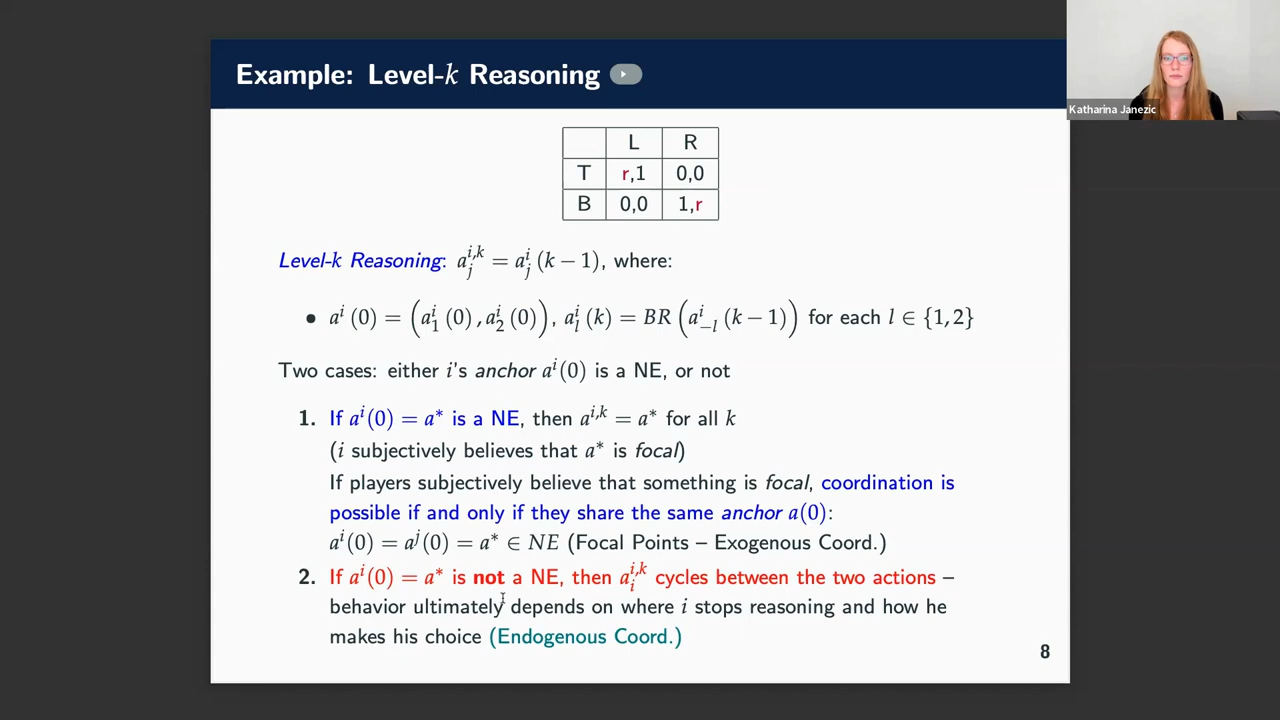 Example: Level-k Reasoning
Katharina Janezic
L R
T r,1 0,0
B 0,0 1,r
Level-k Reasoning: a_j^{i,k} = a_j^i (k − 1), where:
• a^i (0) = (a_1^i (0), a_2^i (0)), a_l^i (k) = BR (a_{−l}^i (k − 1)) for each l ∈ {1, 2}
Two cases: either i's anchor a^i(0) is a NE, or not
1. If a^i(0) = a* is a NE, then a^{i,k} = a* for all k
(i subjectively believes that a* is focal)
If players subjectively believe that something is focal, coordination is
possible if and only if they share the same anchor a(0):
a^i(0) = a^j(0) = a* ∈ NE (Focal Points – Exogenous Coord.)
2. If a^i(0) = a* is not a NE, then a_i^{i,k} cycles between the two actions –
behavior ultimately depends on where i stops reasoning and how he
makes his choice (Endogenous Coord.)
8